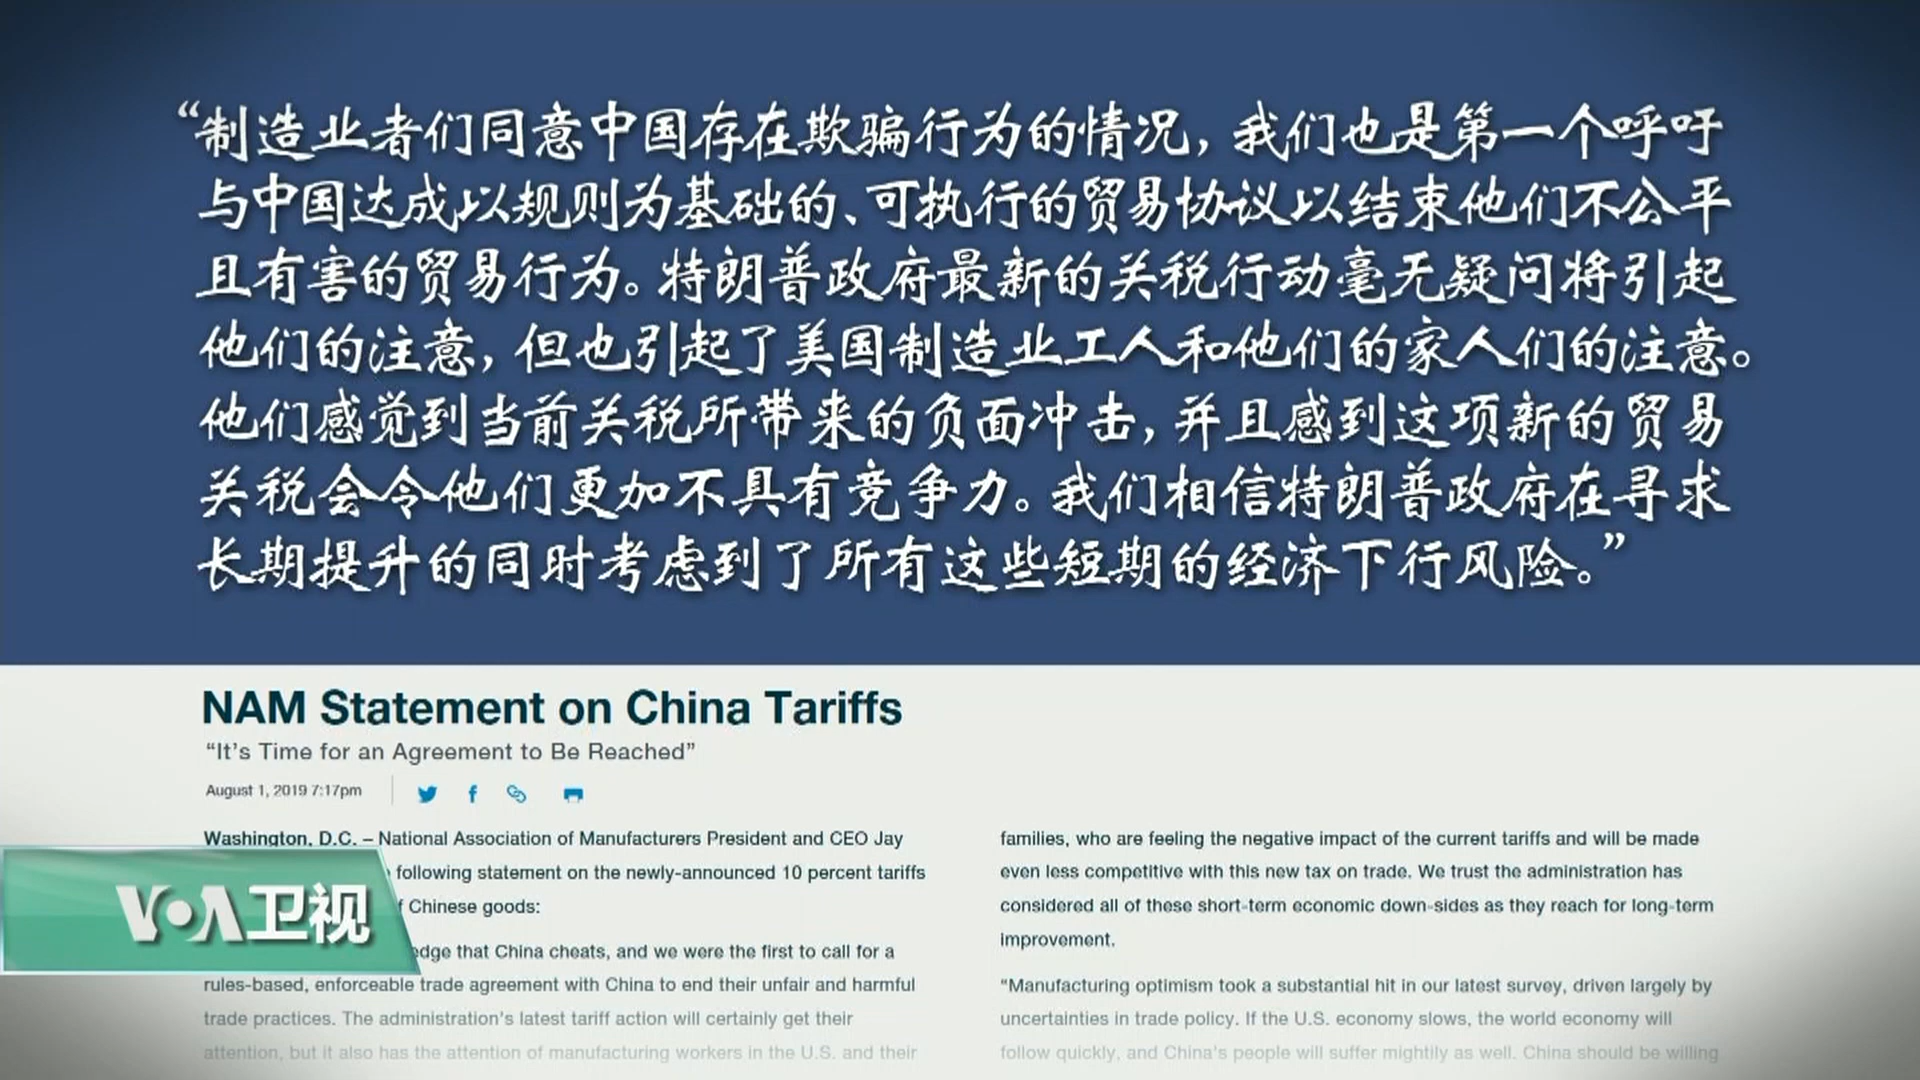 “制造业者们同意中国存在欺骗行为的情况，我们也是第一个呼吁
与中国达成以规则为基础的、可执行的贸易协议以结束他们不公平
且有害的贸易行为。特朗普政府最新的关税行动毫无疑问将引起
他们的注意，但也引起了美国制造业工人和他们的家人们的注意。
他们感觉到当前关税所带来的负面冲击，并且感到这项新的贸易
关税会令他们更加不具有竞争力。我们相信特朗普政府在寻求
长期提升的同时考虑到了所有这些短期的经济下行风险。”
NAM Statement on China Tariffs
“It’s Time for an Agreement to Be Reached”
August 1, 2019 7:17pm
Washington, D.C. – National Association of Manufacturers President and CEO Jay
following statement on the newly-announced 10 percent tariffs
Chinese goods:
that China cheats, and we were the first to call for a
rules-based, enforceable trade agreement with China to end their unfair and harmful
trade practices. The administration’s latest tariff action will certainly get their
attention, but it also has the attention of manufacturing workers in the U.S. and their
families, who are feeling the negative impact of the current tariffs and will be made
even less competitive with this new tax on trade. We trust the administration has
considered all of these short-term economic down-sides as they reach for long-term
improvement.
“Manufacturing optimism took a substantial hit in our latest survey, driven largely by
uncertainties in trade policy. If the U.S. economy slows, the world economy will
follow quickly, and China’s people will suffer mightily as well. China should be willing
VOA卫视